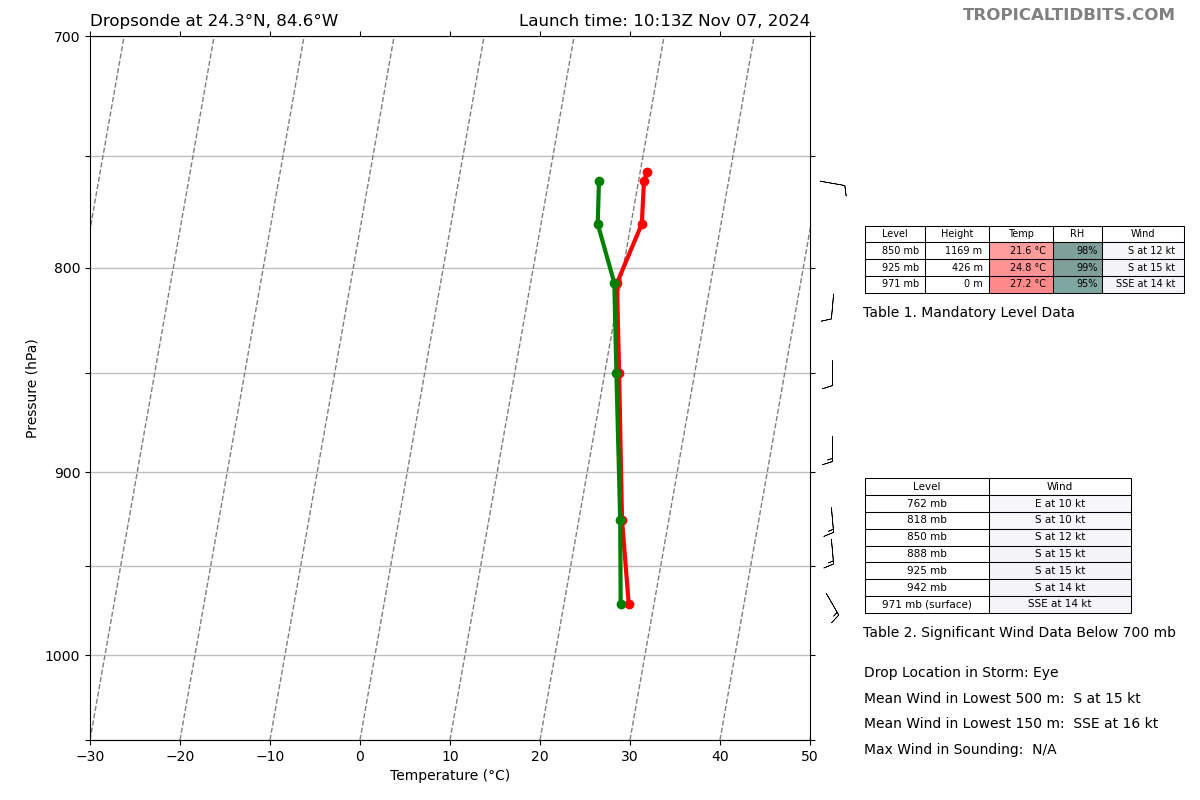 Dropsonde at 24.3°N, 84.6°W
Launch time: 10:13Z Nov 07, 2024
TROPICALTIDBITS.COM
700
800
900
1000
Pressure (hPa)
−30
−20
−10
0
10
20
30
40
50
Temperature (°C)
Level Height Temp RH Wind
850 mb 1169 m 21.6 °C 98% S at 12 kt
925 mb 426 m 24.8 °C 99% S at 15 kt
971 mb 0 m 27.2 °C 95% SSE at 14 kt
Table 1. Mandatory Level Data
Level Wind
762 mb E at 10 kt
818 mb S at 10 kt
850 mb S at 12 kt
888 mb S at 15 kt
925 mb S at 15 kt
942 mb S at 14 kt
971 mb (surface) SSE at 14 kt
Table 2. Significant Wind Data Below 700 mb
Drop Location in Storm: Eye
Mean Wind in Lowest 500 m: S at 15 kt
Mean Wind in Lowest 150 m: SSE at 16 kt
Max Wind in Sounding: N/A